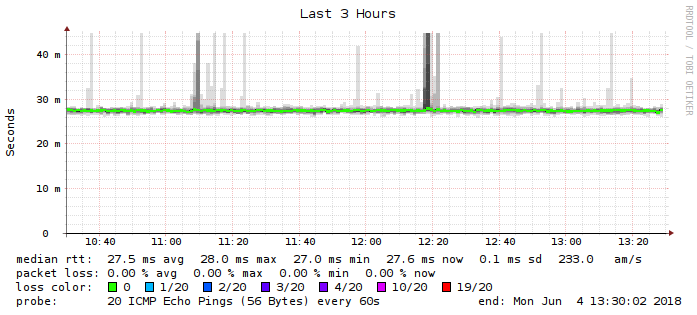 Last 3 Hours
RRDTOOL / TOBI OETIKER
Seconds
40 m
30 m
20 m
10 m
0
10:40 11:00 11:20 11:40 12:00 12:20 12:40 13:00 13:20
median rtt: 27.5 ms avg 28.0 ms max 27.0 ms min 27.6 ms now 0.1 ms sd 233.0 am/s
packet loss: 0.00 % avg 0.00 % max 0.00 % min 0.00 % now
loss color: 0 1/20 2/20 3/20 4/20 10/20 19/20
probe: 20 ICMP Echo Pings (56 Bytes) every 60s end: Mon Jun 4 13:30:02 2018